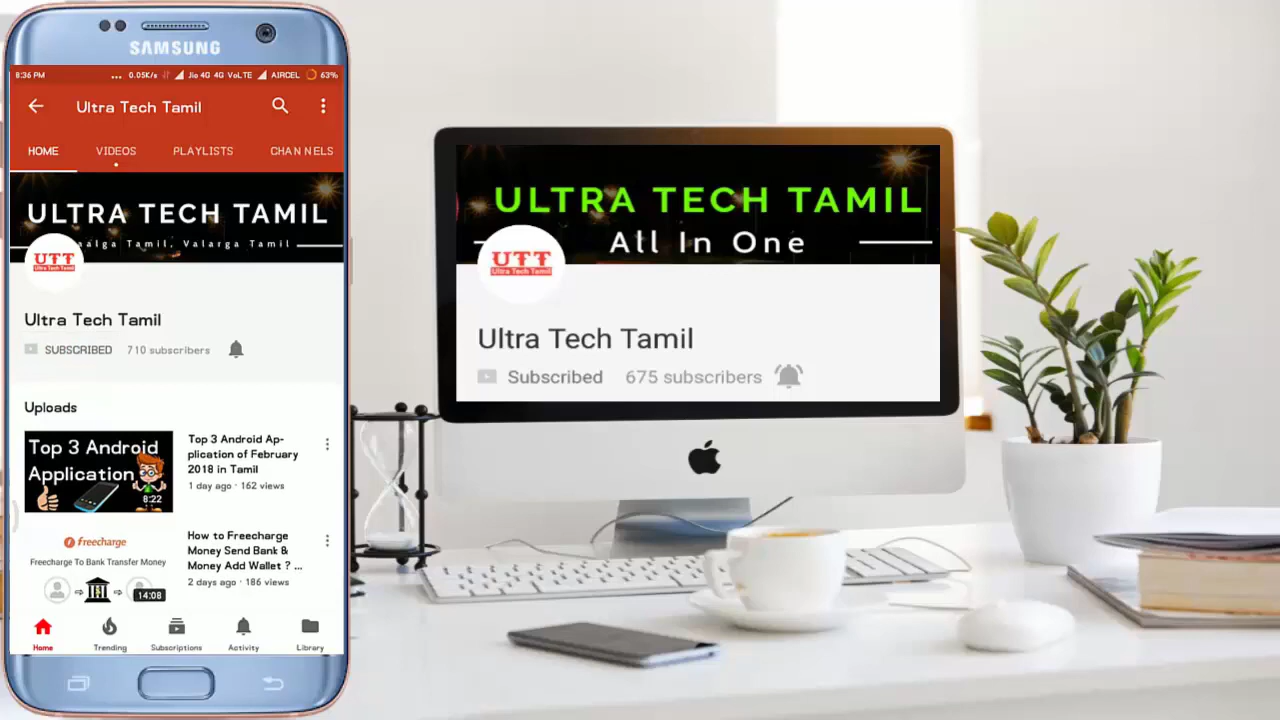 SAMSUNG
8:36 PM ... 0.05K/s Jio 4G 4G VoLTE AIRCEL 63%
Ultra Tech Tamil
HOME VIDEOS PLAYLISTS CHANNELS
ULTRA TECH TAMIL
Tamil, Valarga Tamil
UTT
Ultra Tech Tamil
Ultra Tech Tamil
SUBSCRIBED 710 subscribers
Uploads
Top 3 Android
Application
8:22
Top 3 Android Ap-
plication of February
2018 in Tamil
1 day ago · 162 views
freecharge
Freecharge To Bank Transfer Money
14:08
How to Freecharge
Money Send Bank &
Money Add Wallet ? ...
2 days ago · 186 views
Home Trending Subscriptions Activity Library
ULTRA TECH TAMIL
All In One
UTT
Ultra Tech Tamil
Ultra Tech Tamil
Subscribed 675 subscribers